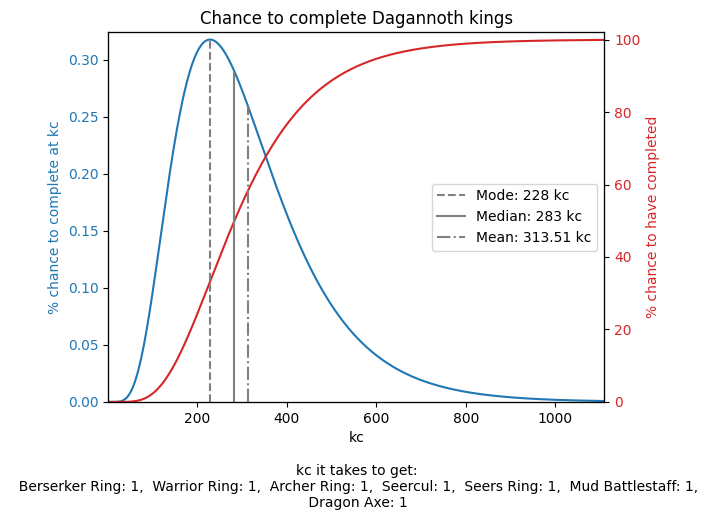 Chance to complete Dagannoth kings
0.30
0.25
0.20
0.15
0.10
0.05
0.00
% chance to complete at kc
100
80
60
40
20
0
% chance to have completed
Mode: 228 kc
Median: 283 kc
Mean: 313.51 kc
200 400 600 800 1000
kc
kc it takes to get:
Berserker Ring: 1, Warrior Ring: 1, Archer Ring: 1, Seercul: 1, Seers Ring: 1, Mud Battlestaff: 1,
Dragon Axe: 1